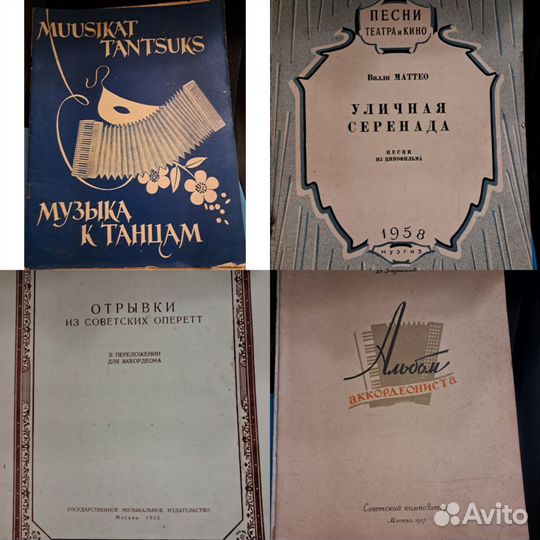 MUUSIKAT
TANTSUKS
МУЗЫКА
К ТАНЦАМ
ПЕСНИ
ТЕАТРА И КИНО
Вилли МАТТЕО
УЛИЧНАЯ
СЕРЕНАДА
ПЕСНИ
ИЗ КИНОФИЛЬМА
1958
МУЗГИЗ
ОТРЫВКИ
ИЗ СОВЕТСКИХ ОПЕРЕТТ
В ПЕРЕЛОЖЕНИИ
ДЛЯ АККОРДЕОНА
ГОСУДАРСТВЕННОЕ МУЗЫКАЛЬНОЕ ИЗДАТЕЛЬСТВО
Москва 1955
Альбом
аккордеониста
Советский композитор
Москва 1957
Avito